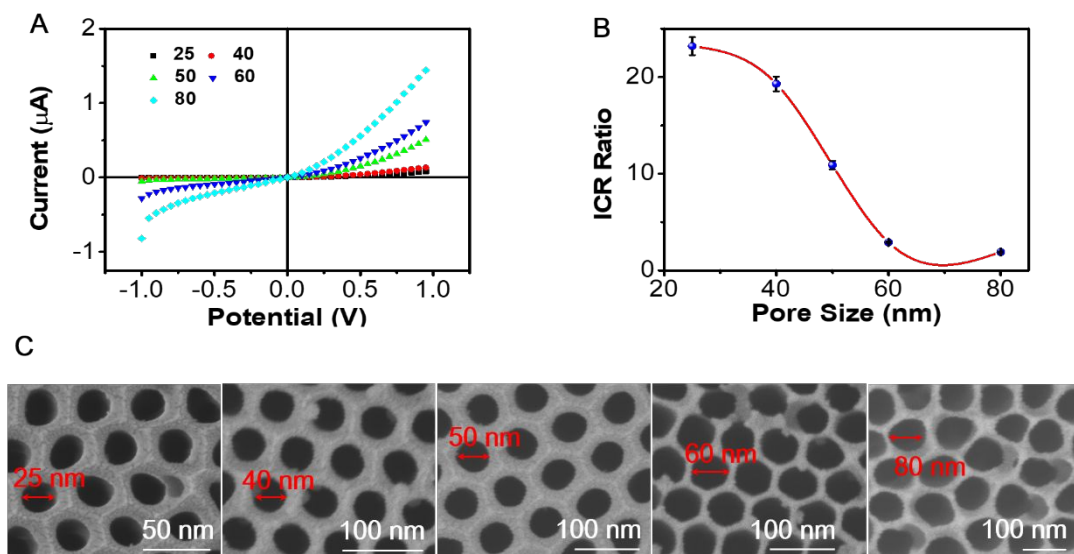 A
2
1
0
-1
25 40
50 60
80
-1.0 -0.5 0.0 0.5 1.0
Current (μA)
Potential (V)
B
20
10
0
20 40 60 80
ICR Ratio
Pore Size (nm)
C
25 nm
50 nm
40 nm
100 nm
50 nm
100 nm
60 nm
100 nm
80 nm
100 nm